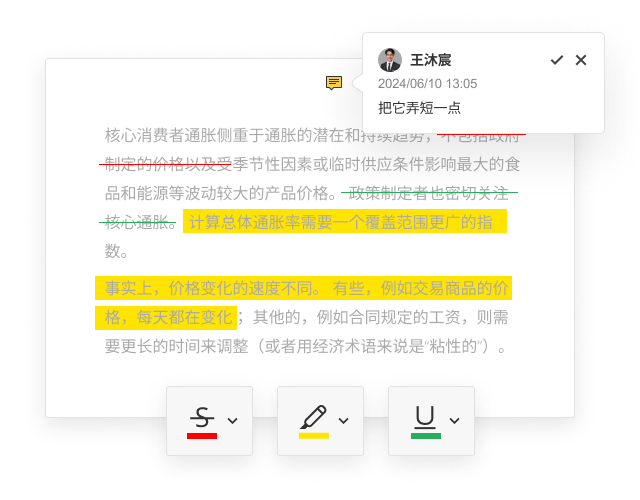 王沐宸
2024/06/10 13:05
把它弄短一点
核心消费者通胀侧重于通胀的潜在和持续趋势，不包括政府
制定的价格以及受季节性因素或临时供应条件影响最大的食
品和能源等波动较大的产品价格。 政策制定者也密切关注
核心通胀。 计算总体通胀率需要一个覆盖范围更广的指
数。
事实上，价格变化的速度不同。 有些，例如交易商品的价
格，每天都在变化；其他的，例如合同规定的工资，则需
要更长的时间来调整（或者用经济术语来说是“粘性的”）。
S
U